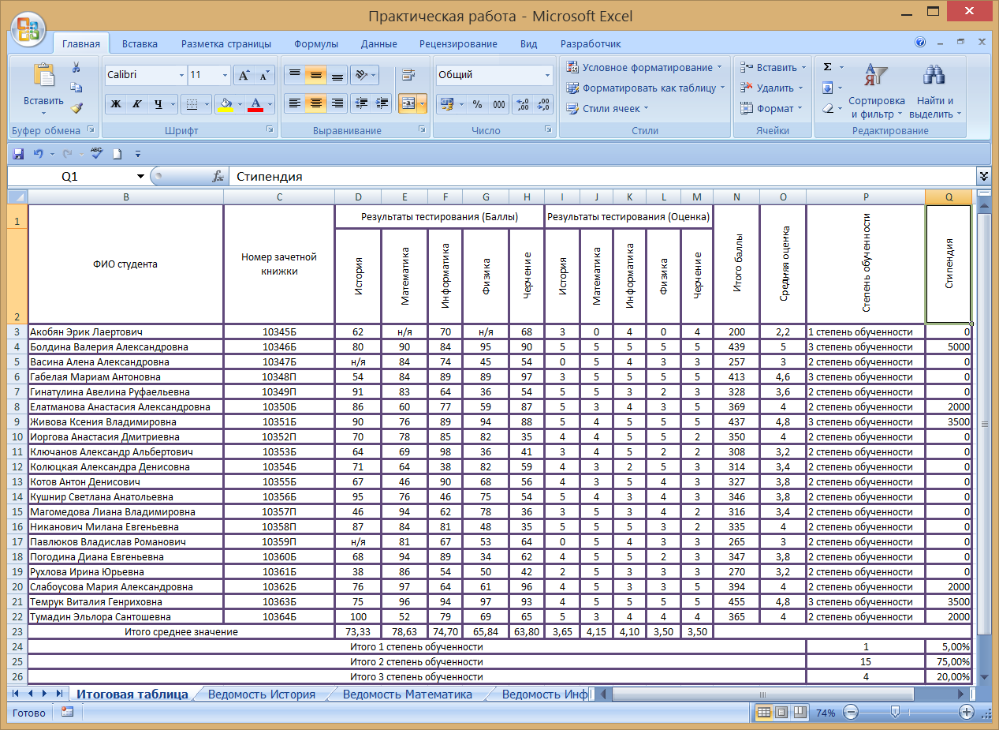 Практическая работа - Microsoft Excel
Главная Вставка Разметка страницы Формулы Данные Рецензирование Вид Разработчик
Вставить
Calibri 11
Ж К Ч
Общий
% 000
Условное форматирование
Форматировать как таблицу
Стили ячеек
Вставить
Удалить
Формат
Σ
Сортировка и фильтр
Найти и выделить
Буфер обмена Шрифт Выравнивание Число Стили Ячейки Редактирование
Q1 fx Стипендия
B C D E F G H I J K L M N O P Q
ФИО студента
Номер зачетной книжки
Результаты тестирования (Баллы) Результаты тестирования (Оценка)
История Математика Информатика Физика Черчение История Математика Информатика Физика Черчение Итого баллы Средняя оценка Степень обученности Стипендия
1
2
3 Акобян Эрик Лаертович 10345Б 62 н/я 70 н/я 68 3 0 4 0 4 200 2,2 1 степень обученности 0
4 Болдина Валерия Александровна 10346Б 80 90 84 95 90 5 5 5 5 5 439 5 3 степень обученности 5000
5 Васина Алена Александровна 10347Б н/я 84 74 45 54 0 5 4 3 3 257 3 2 степень обученности 0
6 Габелая Мариам Антоновна 10348П 54 84 89 89 97 3 5 5 5 5 413 4,6 3 степень обученности 0
7 Гинатулина Авелина Руфаельевна 10349П 91 83 64 36 54 5 5 3 2 3 328 3,6 2 степень обученности 0
8 Елатманова Анастасия Александровна 10350Б 86 60 77 59 87 5 3 4 3 5 369 4 2 степень обученности 2000
9 Живова Ксения Владимировна 10351Б 90 76 89 94 88 5 4 5 5 5 437 4,8 3 степень обученности 3500
10 Иоргова Анастасия Дмитриевна 10352П 70 78 85 82 35 4 4 5 5 2 350 4 2 степень обученности 0
11 Ключанов Александр Альбертович 10353Б 64 69 98 36 41 3 4 5 2 2 308 3,2 2 степень обученности 0
12 Колюцкая Александра Денисовна 10354Б 71 64 38 82 59 4 3 2 5 3 314 3,4 2 степень обученности 0
13 Котов Антон Денисович 10355Б 67 46 90 68 56 4 3 5 4 3 327 3,8 2 степень обученности 0
14 Кушнир Светлана Анатольевна 10356Б 95 76 46 75 54 5 4 3 4 3 346 3,8 2 степень обученности 0
15 Магомедова Лиана Владимировна 10357П 46 94 62 78 36 3 5 3 4 2 316 3,4 2 степень обученности 0
16 Никанович Милана Евгеньевна 10358П 87 84 81 48 35 5 5 5 3 2 335 4 2 степень обученности 0
17 Павлюков Владислав Романович 10359П н/я 81 67 53 64 0 5 4 3 3 265 3 2 степень обученности 0
18 Погодина Диана Евгеньевна 10360Б 68 94 89 34 62 4 5 5 2 3 347 3,8 2 степень обученности 0
19 Рухлова Ирина Юрьевна 10361Б 38 86 54 50 42 2 5 3 3 3 270 3,2 2 степень обученности 0
20 Слабоусова Мария Александровна 10362Б 76 97 64 61 96 4 5 3 3 5 394 4 2 степень обученности 2000
21 Темрук Виталия Генриховна 10363Б 75 96 94 97 93 4 5 5 5 5 455 4,8 3 степень обученности 3500
22 Тумадин Эльлора Сантошевна 10364Б 100 52 79 69 65 5 3 4 4 4 365 4 2 степень обученности 2000
23 Итого среднее значение 73,33 78,63 74,70 65,84 63,80 3,65 4,15 4,10 3,50 3,50
24 Итого 1 степень обученности 1 5,00%
25 Итого 2 степень обученности 15 75,00%
26 Итого 3 степень обученности 4 20,00%
Итоговая таблица Ведомость История Ведомость Математика Ведомость Инф
Готово 74%